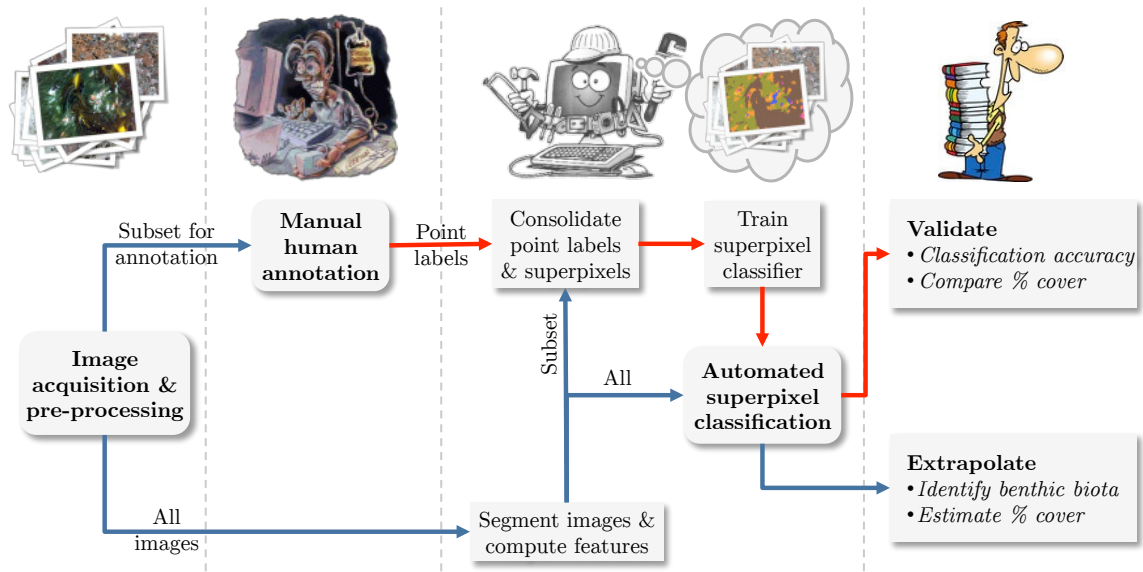 Subset for
annotation
Manual
human
annotation
Point
labels
Consolidate
point labels
& superpixels
Train
superpixel
classifier
Validate
• Classification accuracy
• Compare % cover
Image
acquisition &
pre-processing
Subset
All
Automated
superpixel
classification
Extrapolate
• Identify benthic biota
• Estimate % cover
All
images
Segment images &
compute features